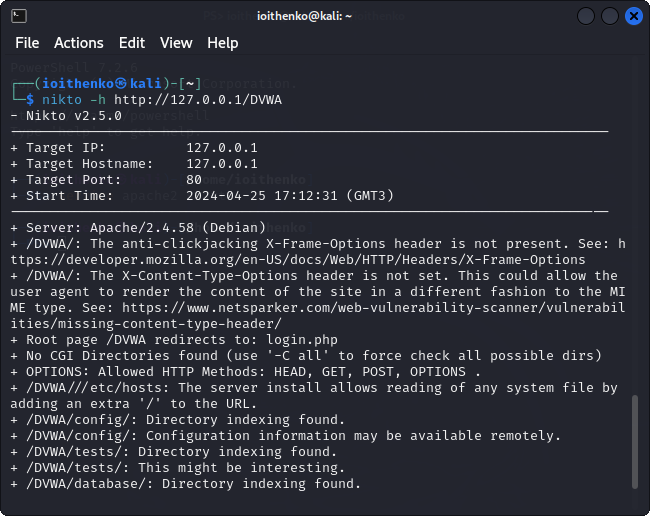 ioithenko@kali: ~
File Actions Edit View Help
┌──(ioithenko㉿kali)-[~]
└─$ nikto -h http://127.0.0.1/DVWA
- Nikto v2.5.0
---------------------------------------------------------------------------
+ Target IP:          127.0.0.1
+ Target Hostname:    127.0.0.1
+ Target Port:        80
+ Start Time:         2024-04-25 17:12:31 (GMT3)
---------------------------------------------------------------------------
+ Server: Apache/2.4.58 (Debian)
+ /DVWA/: The anti-clickjacking X-Frame-Options header is not present. See: h
ttps://developer.mozilla.org/en-US/docs/Web/HTTP/Headers/X-Frame-Options
+ /DVWA/: The X-Content-Type-Options header is not set. This could allow the
user agent to render the content of the site in a different fashion to the MI
ME type. See: https://www.netsparker.com/web-vulnerability-scanner/vulnerabil
ities/missing-content-type-header/
+ Root page /DVWA redirects to: login.php
+ No CGI Directories found (use '-C all' to force check all possible dirs)
+ OPTIONS: Allowed HTTP Methods: HEAD, GET, POST, OPTIONS .
+ /DVWA///etc/hosts: The server install allows reading of any system file by
adding an extra '/' to the URL.
+ /DVWA/config/: Directory indexing found.
+ /DVWA/config/: Configuration information may be available remotely.
+ /DVWA/tests/: Directory indexing found.
+ /DVWA/tests/: This might be interesting.
+ /DVWA/database/: Directory indexing found.